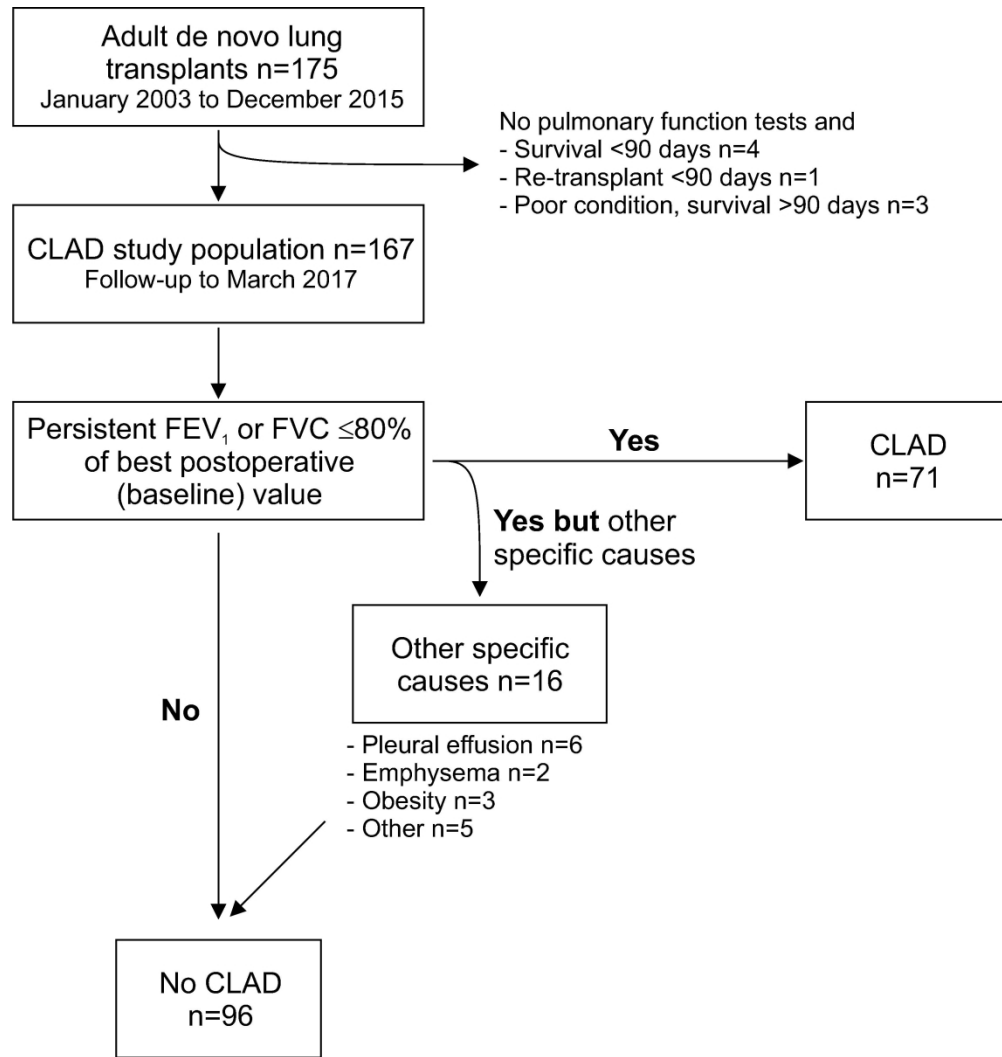 Adult de novo lung
transplants n=175
January 2003 to December 2015
No pulmonary function tests and
- Survival <90 days n=4
- Re-transplant <90 days n=1
- Poor condition, survival >90 days n=3
CLAD study population n=167
Follow-up to March 2017
Persistent FEV₁ or FVC ≤80%
of best postoperative
(baseline) value
Yes
CLAD
n=71
Yes but other
specific causes
Other specific
causes n=16
No
- Pleural effusion n=6
- Emphysema n=2
- Obesity n=3
- Other n=5
No CLAD
n=96